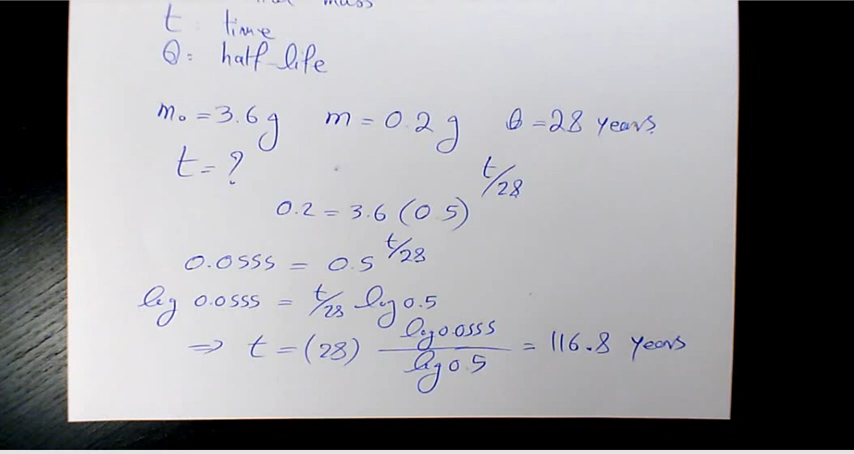 mass
t time
θ = half-life
m₀ = 3.6 g m = 0.2 g θ = 28 years.
t = ?
0.2 = 3.6 (0.5)^t/28
0.0555 = 0.5^t/28
log 0.0555 = t/28 log 0.5
⇒ t = (28) log 0.0555 / log 0.5 = 116.8 years